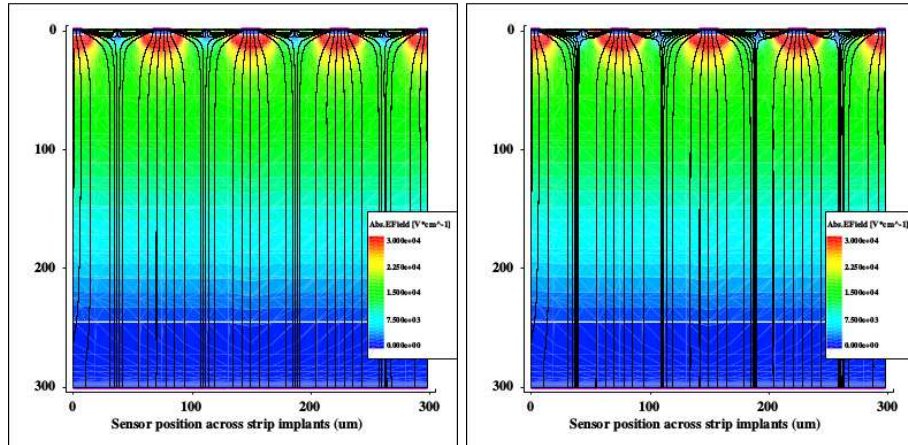 0
100
200
300
0
100
200
300
Sensor position across strip implants (um)
Abs.EField [V*cm^-1]
3.000e+04
2.250e+04
1.500e+04
7.500e+03
0.000e+00
0
100
200
300
0
100
200
300
Sensor position across strip implants (um)
Abs.EField [V*cm^-1]
3.000e+04
2.250e+04
1.500e+04
7.500e+03
0.000e+00